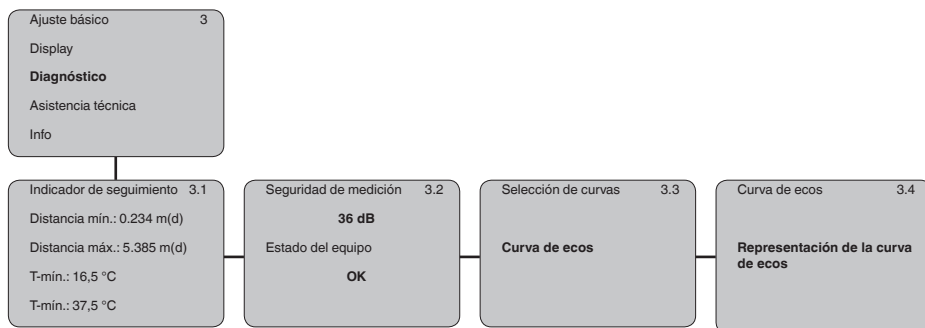 Ajuste básico 3
Display
Diagnóstico
Asistencia técnica
Info
Indicador de seguimiento 3.1
Distancia mín.: 0.234 m(d)
Distancia máx.: 5.385 m(d)
T-mín.: 16,5 °C
T-mín.: 37,5 °C
Seguridad de medición 3.2
36 dB
Estado del equipo
OK
Selección de curvas 3.3
Curva de ecos
Curva de ecos 3.4
Representación de la curva
de ecos